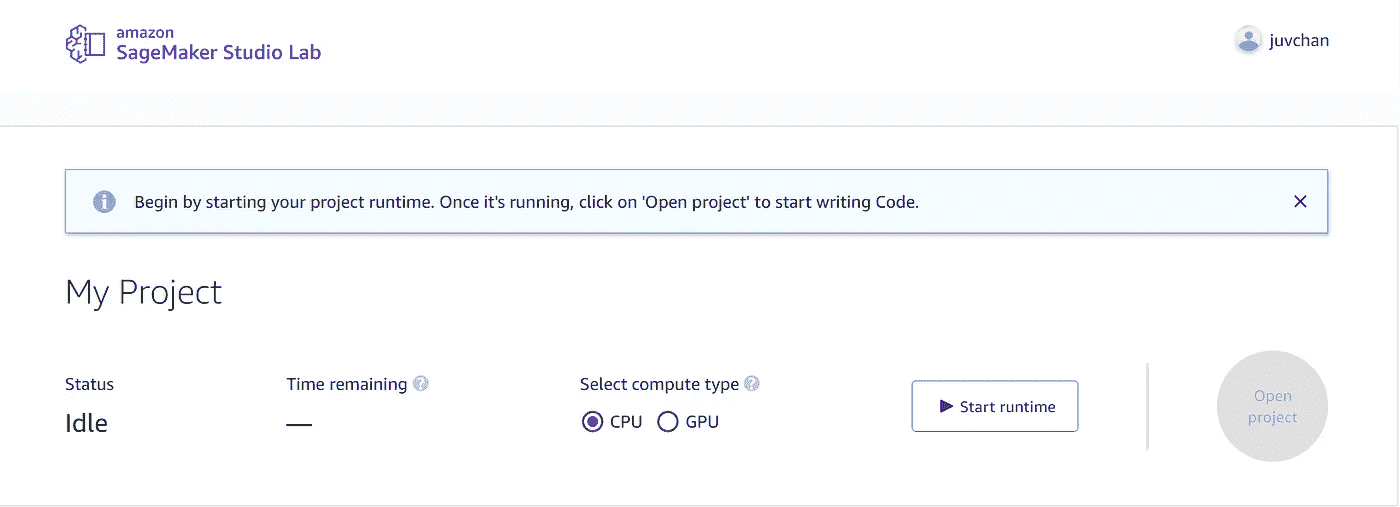 amazon
SageMaker Studio Lab
juvchan
Begin by starting your project runtime. Once it's running, click on 'Open project' to start writing Code.
My Project
Status
Time remaining
Select compute type
Idle
—
CPU
GPU
Start runtime
Open
project